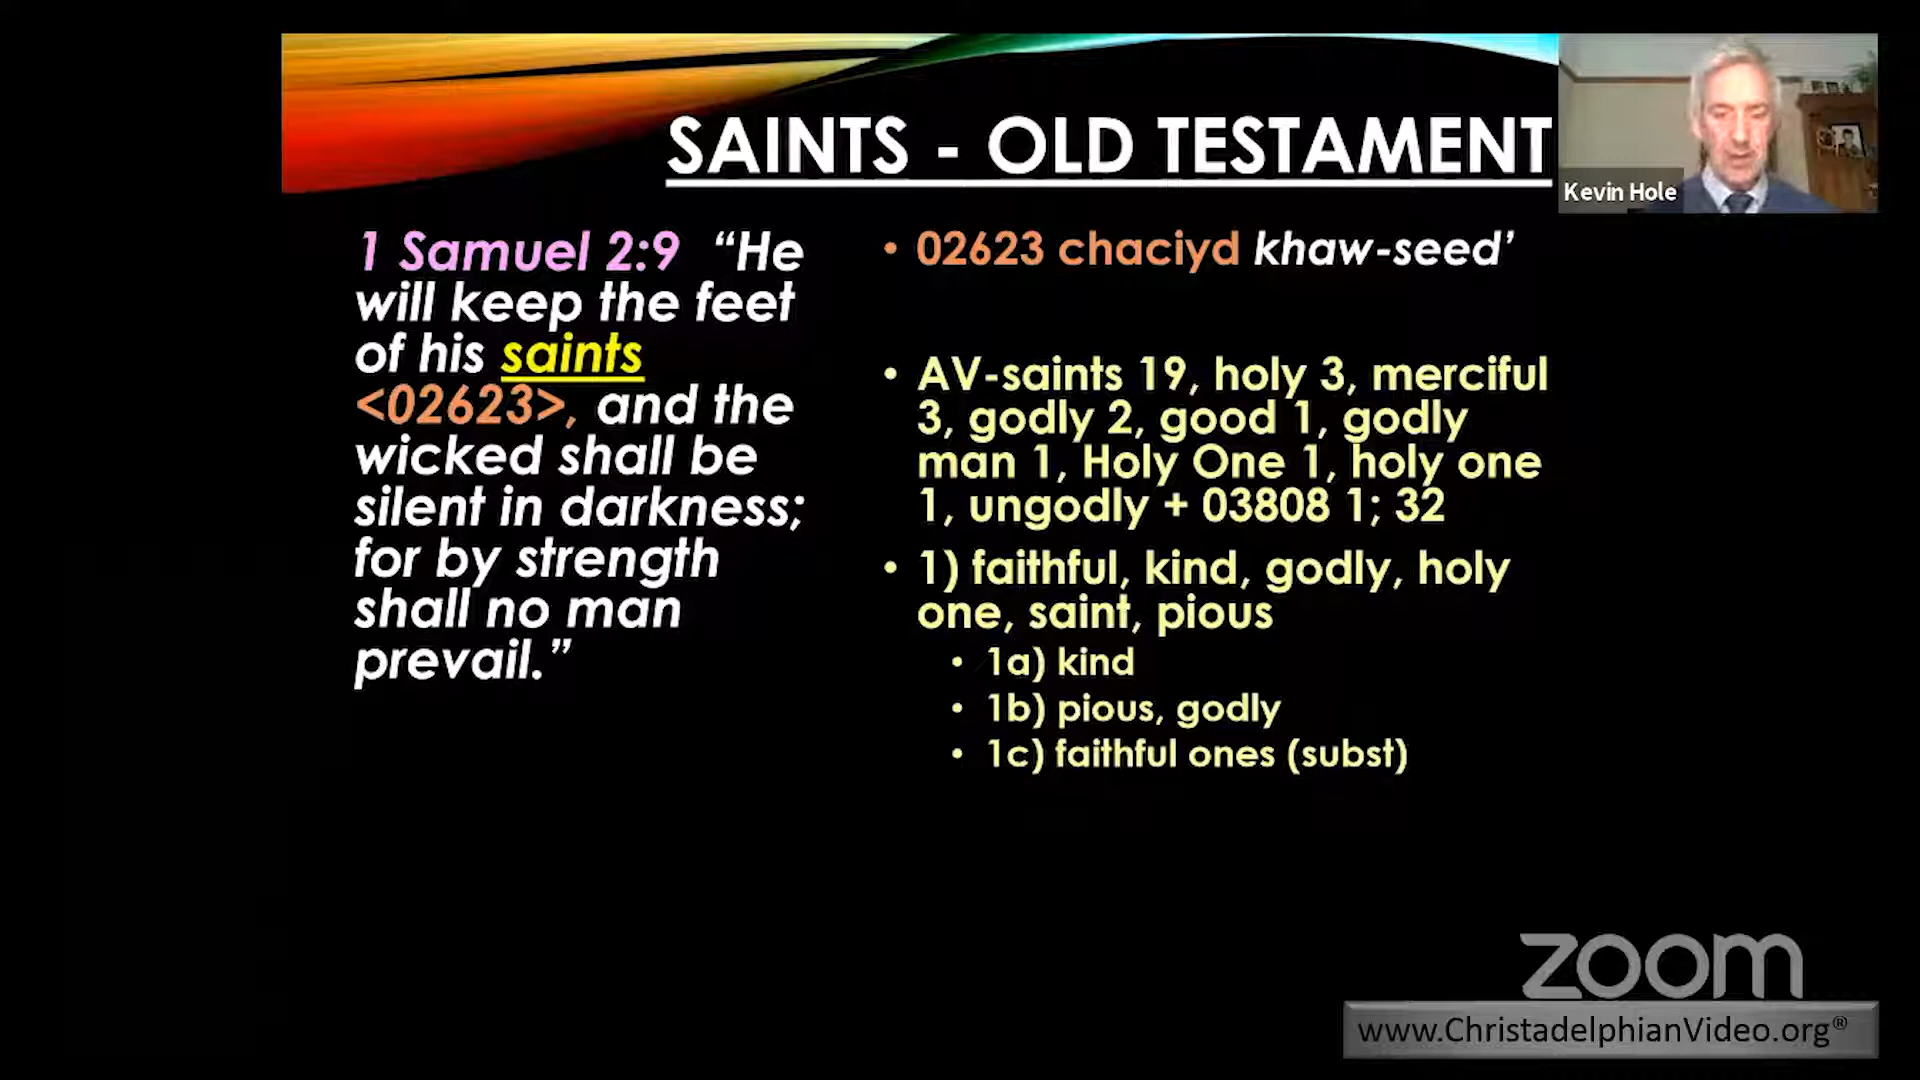 SAINTS - OLD TESTAMENT
Kevin Hole
1 Samuel 2:9 “He
will keep the feet
of his saints
<02623>, and the
wicked shall be
silent in darkness;
for by strength
shall no man
prevail.”
• 02623 chaciyd khaw-seed’
• AV-saints 19, holy 3, merciful
3, godly 2, good 1, godly
man 1, Holy One 1, holy one
1, ungodly + 03808 1; 32
• 1) faithful, kind, godly, holy
one, saint, pious
• 1a) kind
• 1b) pious, godly
• 1c) faithful ones (subst)
zoom
www.ChristadelphianVideo.org®